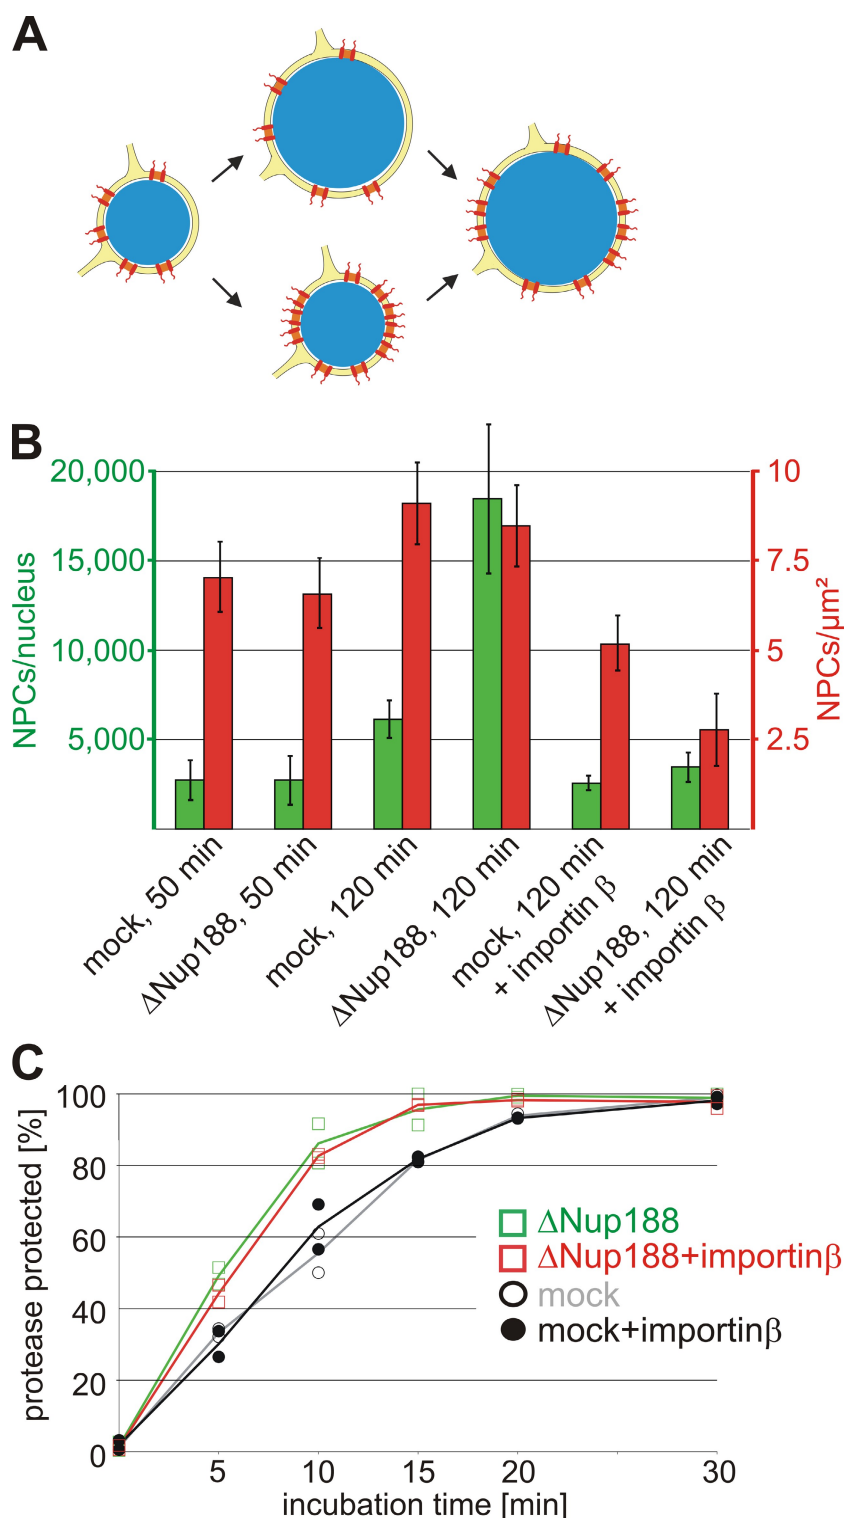 A
B
20,000
15,000
10,000
5,000
NPCs/nucleus
10
7.5
5
2.5
NPCs/µm²
mock, 50 min
ΔNup188, 50 min
mock, 120 min
ΔNup188, 120 min
mock, 120 min
+ importin β
ΔNup188, 120 min
+ importin β
C
100
80
60
40
20
0
protease protected [%]
ΔNup188
ΔNup188+importinβ
mock
mock+importinβ
5 10 15 20 30
incubation time [min]